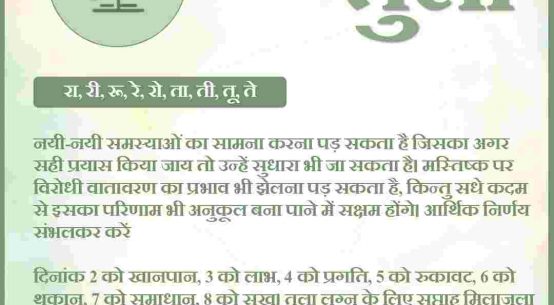 तुला
रा, री, रू, रे, रो, ता, ती, तू, ते
नयी-नयी समस्याओं का सामना करना पड़ सकता है जिसका अगर
सही प्रयास किया जाय तो उन्हें सुधारा भी जा सकता है। मस्तिष्क पर
विरोधी वातावरण का प्रभाव भी झेलना पड़ सकता है, किन्तु सधे कदम
से इसका परिणाम भी अनुकूल बना पाने में सक्षम होंगे। आर्थिक निर्णय
संभलकर करें
दिनांक 2 को खानपान, 3 को लाभ, 4 को प्रगति, 5 को रुकावट, 6 को
थकान, 7 को समाधान, 8 को सुख। तुला लग्न के लिए सप्ताह मिलाजुला